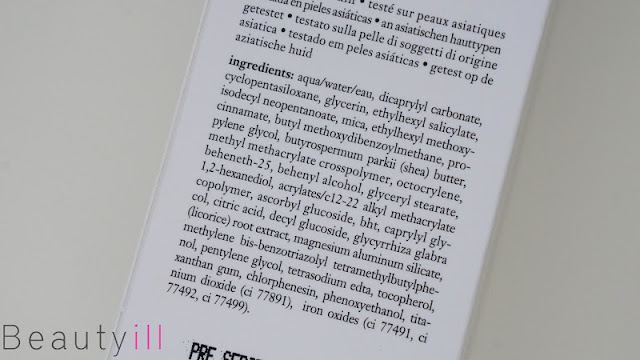 • testé sur peaux asiatiques
en pieles asiáticas • an asiatischen hauttypen
getestet • testato sulla pelle di soggetti di origine
asiatica • testado em peles asiáticas • getest op de
aziatische huid
ingredients: aqua/water/eau, dicaprylyl carbonate,
cyclopentasiloxane, glycerin, ethylhexyl salicylate,
isodecyl neopentanoate, mica, ethylhexyl methoxy-
cinnamate, butyl methoxydibenzoylmethane, pro-
pylene glycol, butyrospermum parkii (shea) butter,
methyl methacrylate crosspolymer, octocrylene,
beheneth-25, behenyl alcohol, glyceryl stearate,
1,2-hexanediol, acrylates/c12-22 alkyl methacrylate
copolymer, ascorbyl glucoside, bht, caprylyl gly-
col, citric acid, decyl glucoside, glycyrrhiza glabra
(licorice) root extract, magnesium aluminum silicate,
methylene bis-benzotriazolyl tetramethylbutylphe-
nol, pentylene glycol, tetrasodium edta, tocopherol,
xanthan gum, chlorphenesin, phenoxyethanol, tita-
nium dioxide (ci 77891), iron oxides (ci 77491, ci
77492, ci 77499).
Beautyill